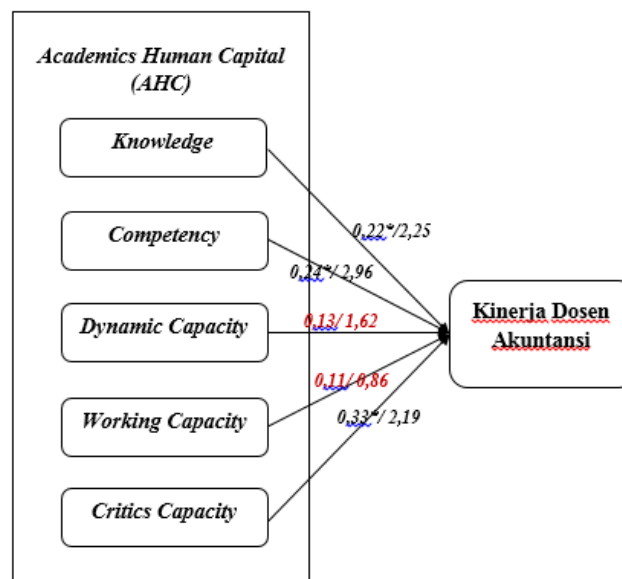 Academics Human Capital
(AHC)
Knowledge
0,22*/2,25
Competency
0,24*/ 2,96
Kinerja Dosen
Akuntansi
Dynamic Capacity
0,13/ 1,62
Working Capacity
0,11/ 0,86
0,33*/ 2,19
Critics Capacity